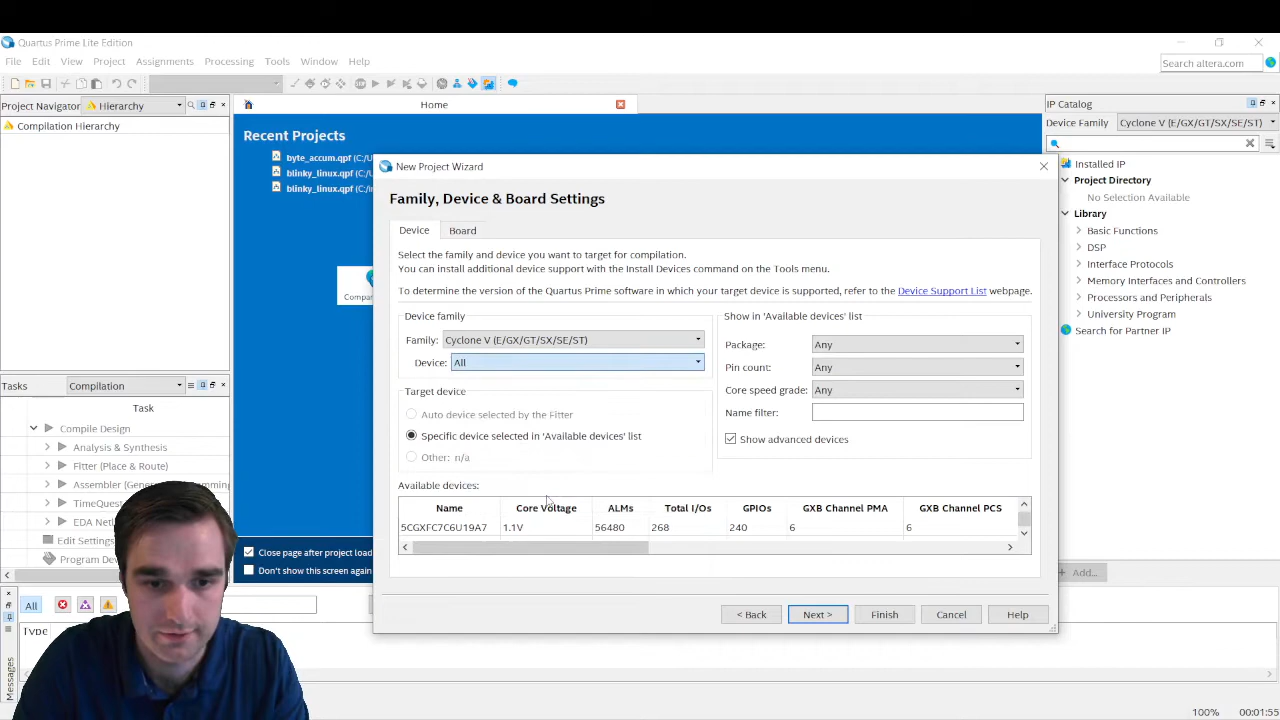 Quartus Prime Lite Edition
File Edit View Project Assignments Processing Tools Window Help
Search altera.com
Project Navigator Hierarchy
Home
IP Catalog
Compilation Hierarchy
Device Family Cyclone V (E/GX/GT/SX/SE/ST)
Recent Projects
byte_accum.qpf (C:/U
blinky_linux.qpf (C:/
blinky_linux.qpf (C:/
Compa
Installed IP
Project Directory
No Selection Available
Library
Basic Functions
DSP
Interface Protocols
Memory Interfaces and Controllers
Processors and Peripherals
University Program
Search for Partner IP
Add...
New Project Wizard
Family, Device & Board Settings
Device Board
Select the family and device you want to target for compilation.
You can install additional device support with the Install Devices command on the Tools menu.
To determine the version of the Quartus Prime software in which your target device is supported, refer to the Device Support List webpage.
Device family
Family: Cyclone V (E/GX/GT/SX/SE/ST)
Device: All
Show in 'Available devices' list
Package: Any
Pin count: Any
Core speed grade: Any
Name filter:
Show advanced devices
Target device
Auto device selected by the Fitter
Specific device selected in 'Available devices' list
Other: n/a
Available devices:
Name Core Voltage ALMs Total I/Os GPIOs GXB Channel PMA GXB Channel PCS
5CGXFC7C6U19A7 1.1V 56480 268 240 6 6
< Back Next > Finish Cancel Help
Tasks Compilation
Task
Compile Design
Analysis & Synthesis
Fitter (Place & Route)
Assembler (Gener mming
TimeQuest
EDA Netl
Edit Settings
Program Dev
Close page after project load
Don't show this screen again
All
Type
Messages
100% 00:01:55